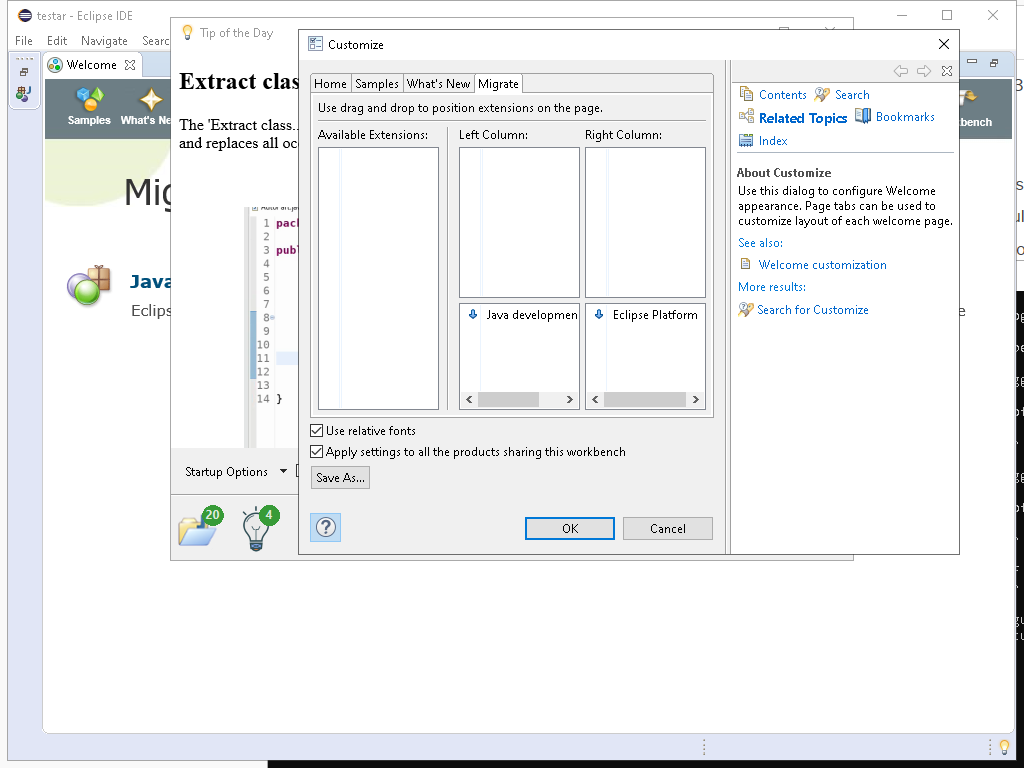 testar - Eclipse IDE
File Edit Navigate Searc
Welcome
Samples
What's Ne
bench
Mig
Java
Eclips
Tip of the Day
Extract clas
The 'Extract class..
and replaces all occ
1 pack
2
3 publ
4
5
6
7
8
9
10
11
12
13
14 }
Startup Options
20
4
Customize
Home Samples What's New Migrate
Use drag and drop to position extensions on the page.
Available Extensions: Left Column: Right Column:
Java developmen
Eclipse Platform
Use relative fonts
Apply settings to all the products sharing this workbench
Save As...
OK Cancel
Contents Search
Related Topics Bookmarks
Index
About Customize
Use this dialog to configure Welcome
appearance. Page tabs can be used to
customize layout of each welcome page.
See also:
Welcome customization
More results:
Search for Customize